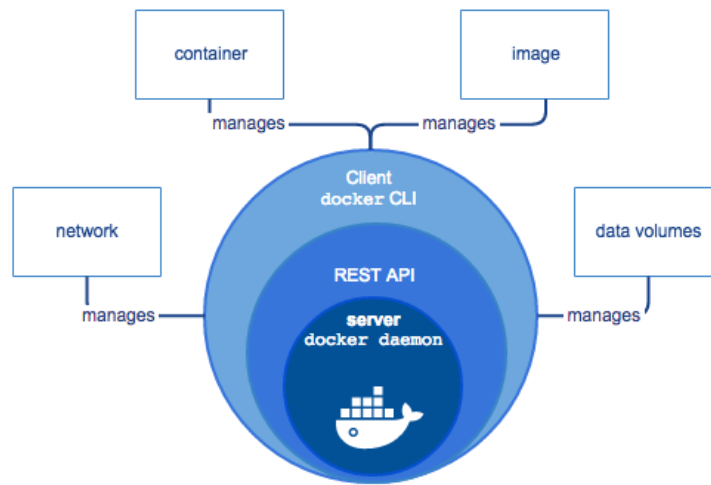 container
image
manages
manages
Client
docker CLI
network
data volumes
REST API
manages
server
manages
docker daemon